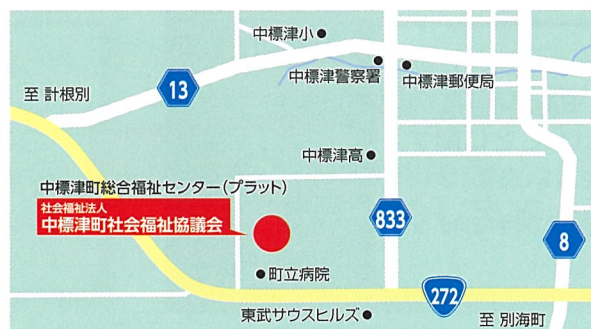 中標津小
中標津警察署
中標津郵便局
至 計根別
13
中標津高
中標津町総合福祉センター(プラット)
社会福祉法人
中標津町社会福祉協議会
833
8
町立病院
272
東武サウスヒルズ
至 別海町